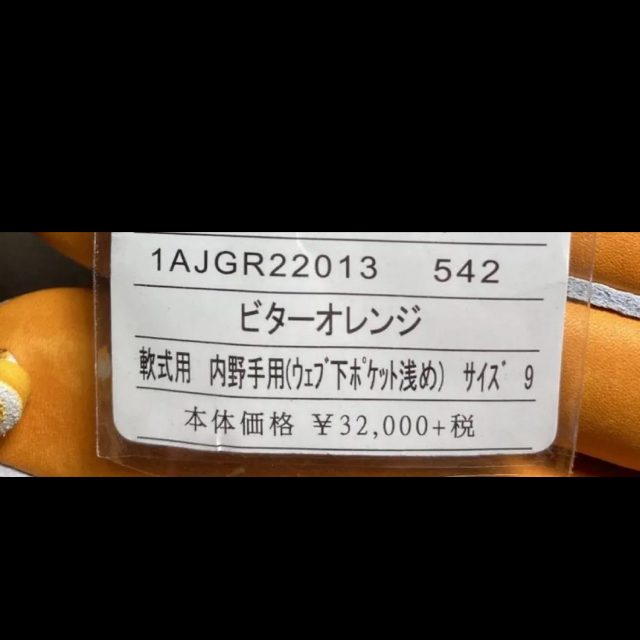 1AJGR22013 542
ビターオレンジ
軟式用 内野手用(ウェブ下ポケット浅め) サイズ 9
本体価格 ¥32,000+税